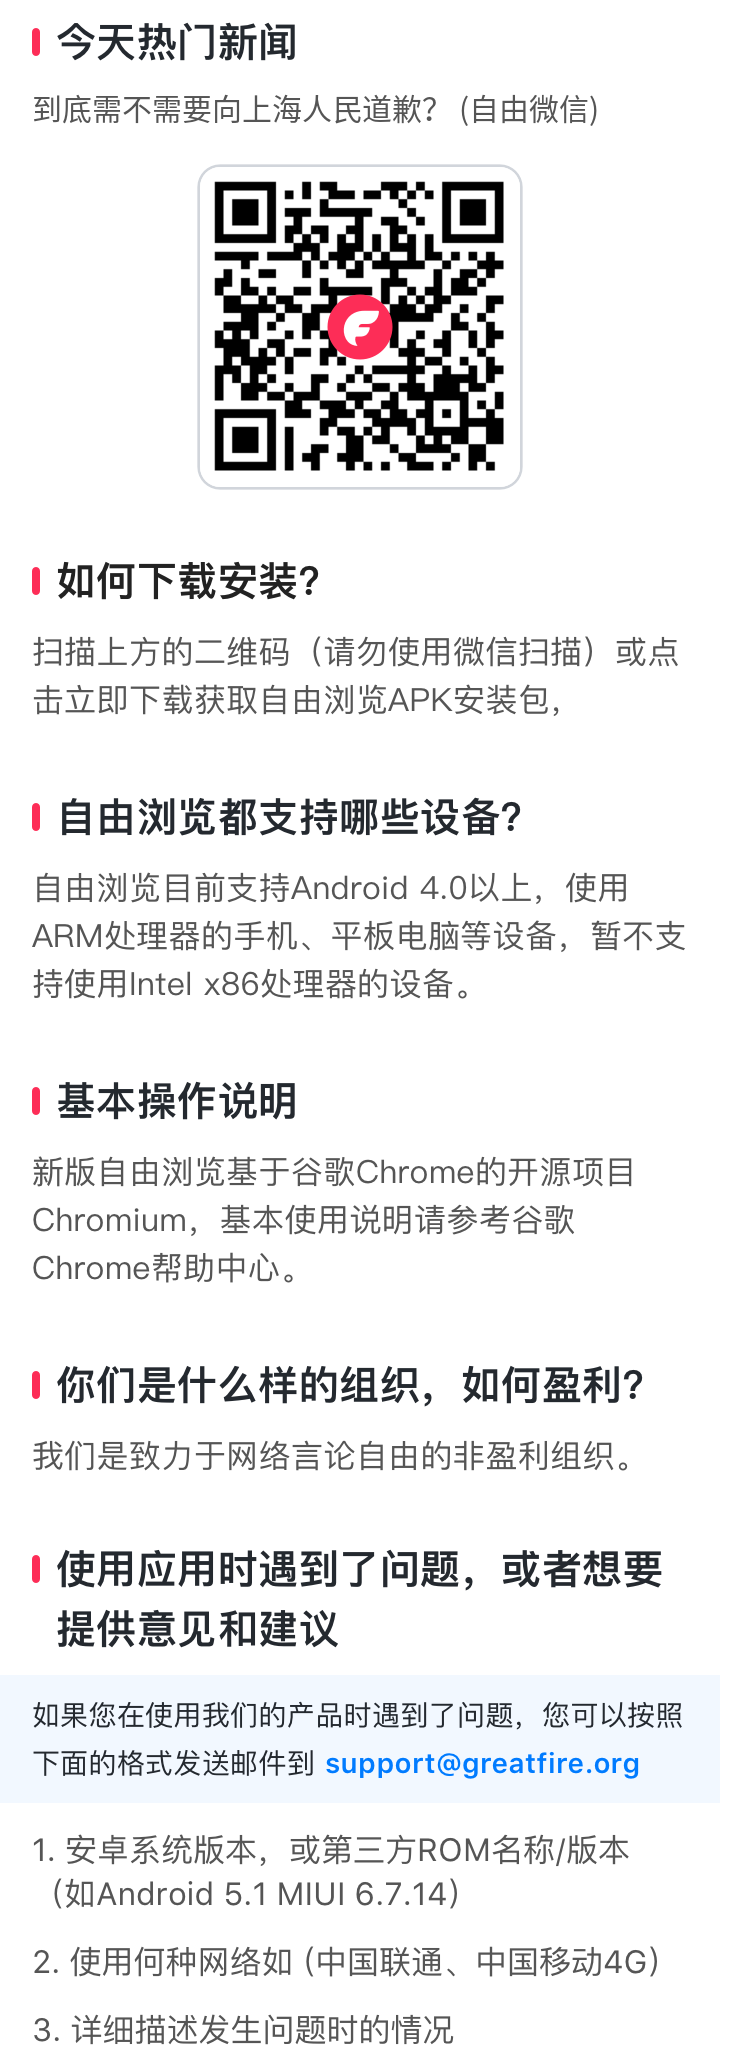 今天热门新闻
到底需不需要向上海人民道歉？(自由微信)
如何下载安装?
扫描上方的二维码（请勿使用微信扫描）或点
击立即下载获取自由浏览APK安装包，
自由浏览都支持哪些设备?
自由浏览目前支持Android 4.0以上，使用
ARM处理器的手机、平板电脑等设备，暂不支
持使用Intel x86处理器的设备。
基本操作说明
新版自由浏览基于谷歌Chrome的开源项目
Chromium，基本使用说明请参考谷歌
Chrome帮助中心。
你们是什么样的组织，如何盈利?
我们是致力于网络言论自由的非盈利组织。
使用应用时遇到了问题，或者想要
提供意见和建议
如果您在使用我们的产品时遇到了问题，您可以按照
下面的格式发送邮件到 support@greatfire.org
1. 安卓系统版本，或第三方ROM名称/版本
（如Android 5.1 MIUI 6.7.14）
2. 使用何种网络如 (中国联通、中国移动4G）
3. 详细描述发生问题时的情况